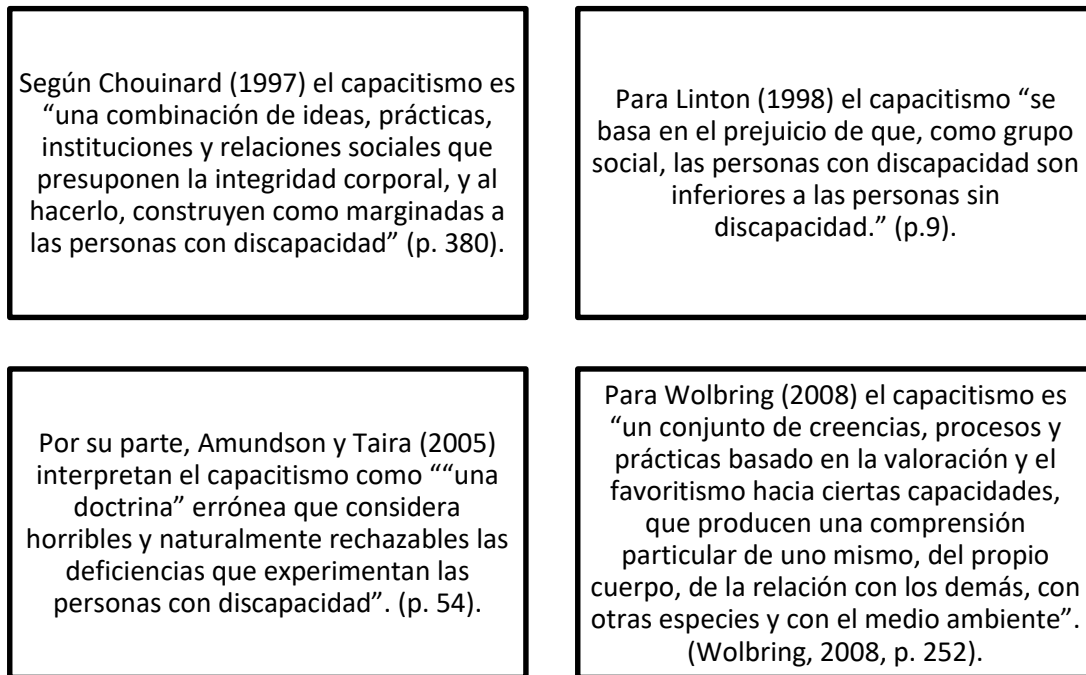 Según Chouinard (1997) el capacitismo es
“una combinación de ideas, prácticas,
instituciones y relaciones sociales que
presuponen la integridad corporal, y al
hacerlo, construyen como marginadas a
las personas con discapacidad” (p. 380).
Para Linton (1998) el capacitismo “se
basa en el prejuicio de que, como grupo
social, las personas con discapacidad son
inferiores a las personas sin
discapacidad.” (p.9).
Por su parte, Amundson y Taira (2005)
interpretan el capacitismo como ““una
doctrina” errónea que considera
horribles y naturalmente rechazables las
deficiencias que experimentan las
personas con discapacidad”. (p. 54).
Para Wolbring (2008) el capacitismo es
“un conjunto de creencias, procesos y
prácticas basado en la valoración y el
favoritismo hacia ciertas capacidades,
que producen una comprensión
particular de uno mismo, del propio
cuerpo, de la relación con los demás, con
otras especies y con el medio ambiente”.
(Wolbring, 2008, p. 252).